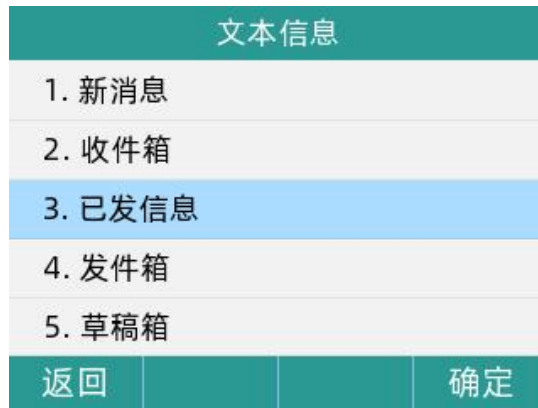 文本信息
1. 新消息
2. 收件箱
3. 已发信息
4. 发件箱
5. 草稿箱
返回 确定